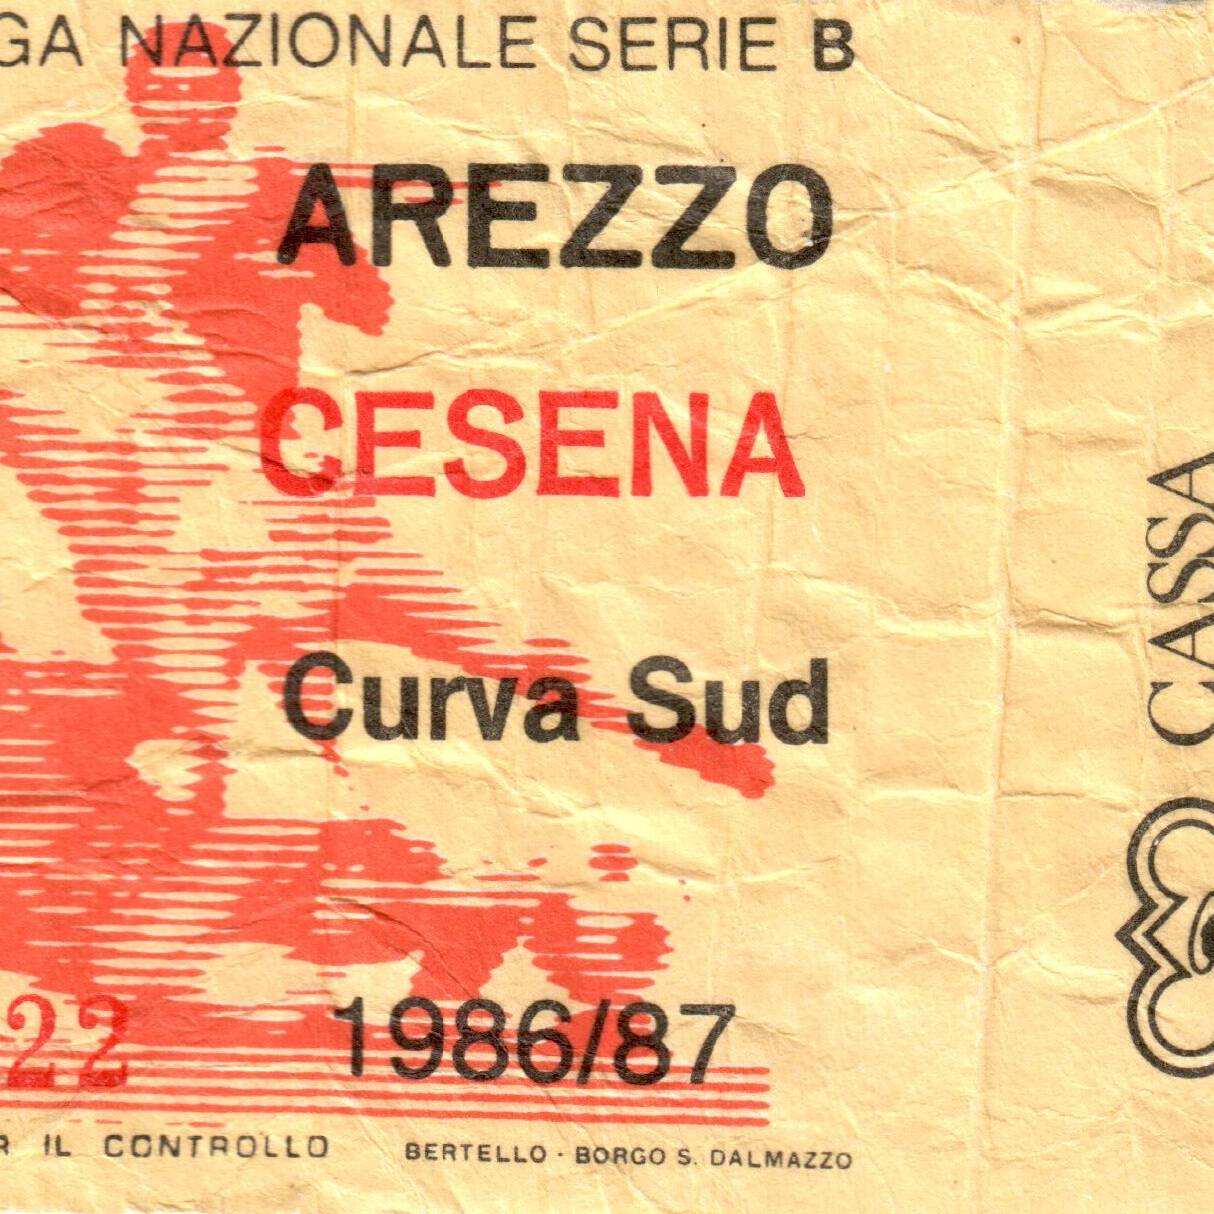 GA NAZIONALE SERIE B
AREZZO
CESENA
Curva Sud
22
1986/87
R IL CONTROLLO
BERTELLO · BORGO S. DALMAZZO
CASSA